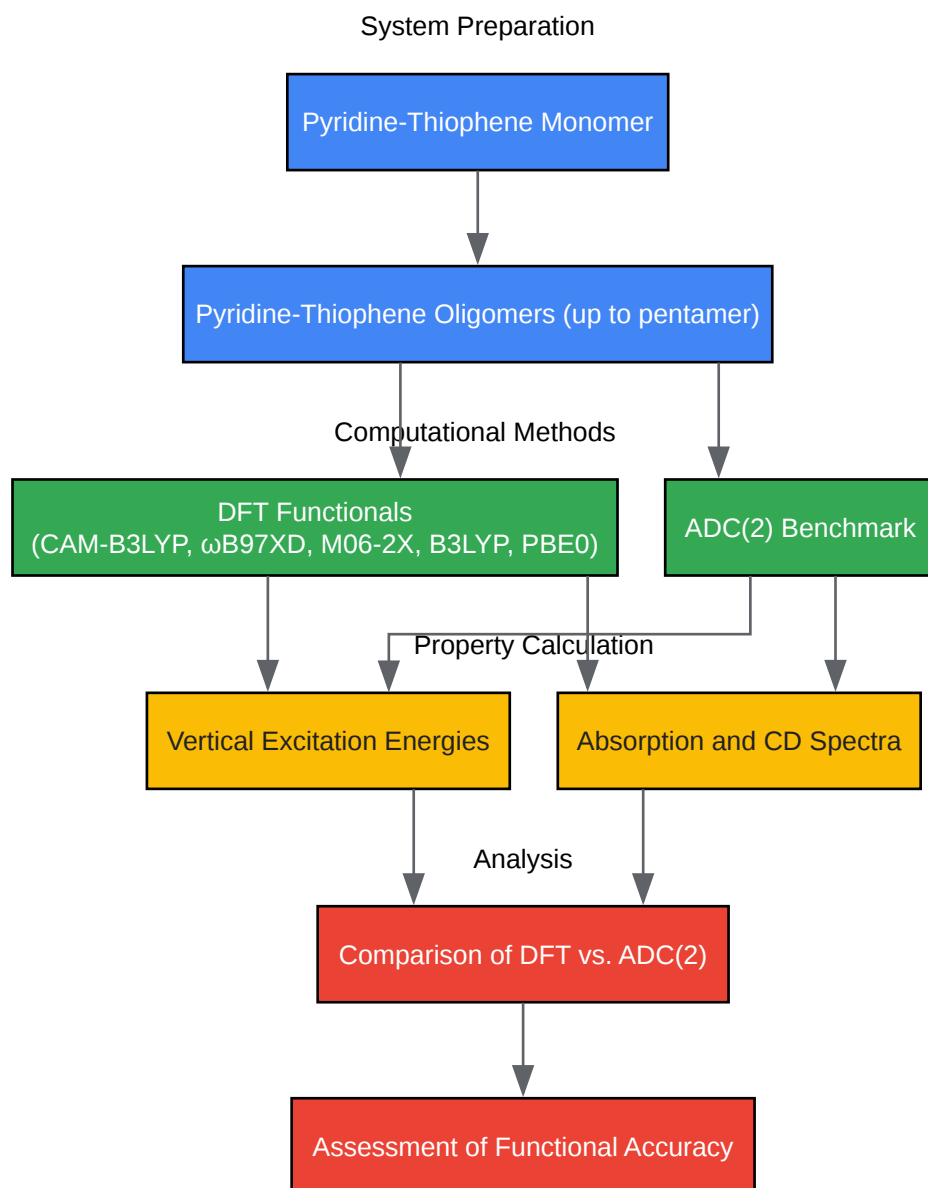 System Preparation
Pyridine-Thiophene Monomer
Pyridine-Thiophene Oligomers (up to pentamer)
Computational Methods
DFT Functionals
(CAM-B3LYP, ωB97XD, M06-2X, B3LYP, PBE0)
ADC(2) Benchmark
Property Calculation
Vertical Excitation Energies
Absorption and CD Spectra
Analysis
Comparison of DFT vs. ADC(2)
Assessment of Functional Accuracy